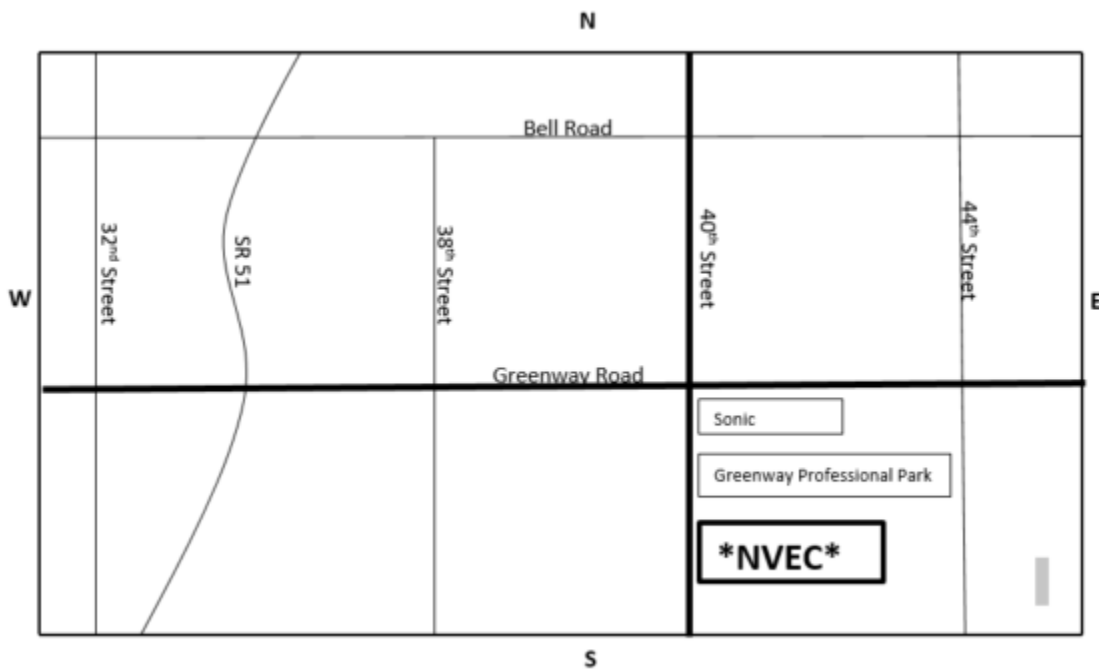 N
Bell Road
32nd Street
SR 51
38th Street
40th Street
44th Street
W
E
Greenway Road
Sonic
Greenway Professional Park
*NVEC*
S